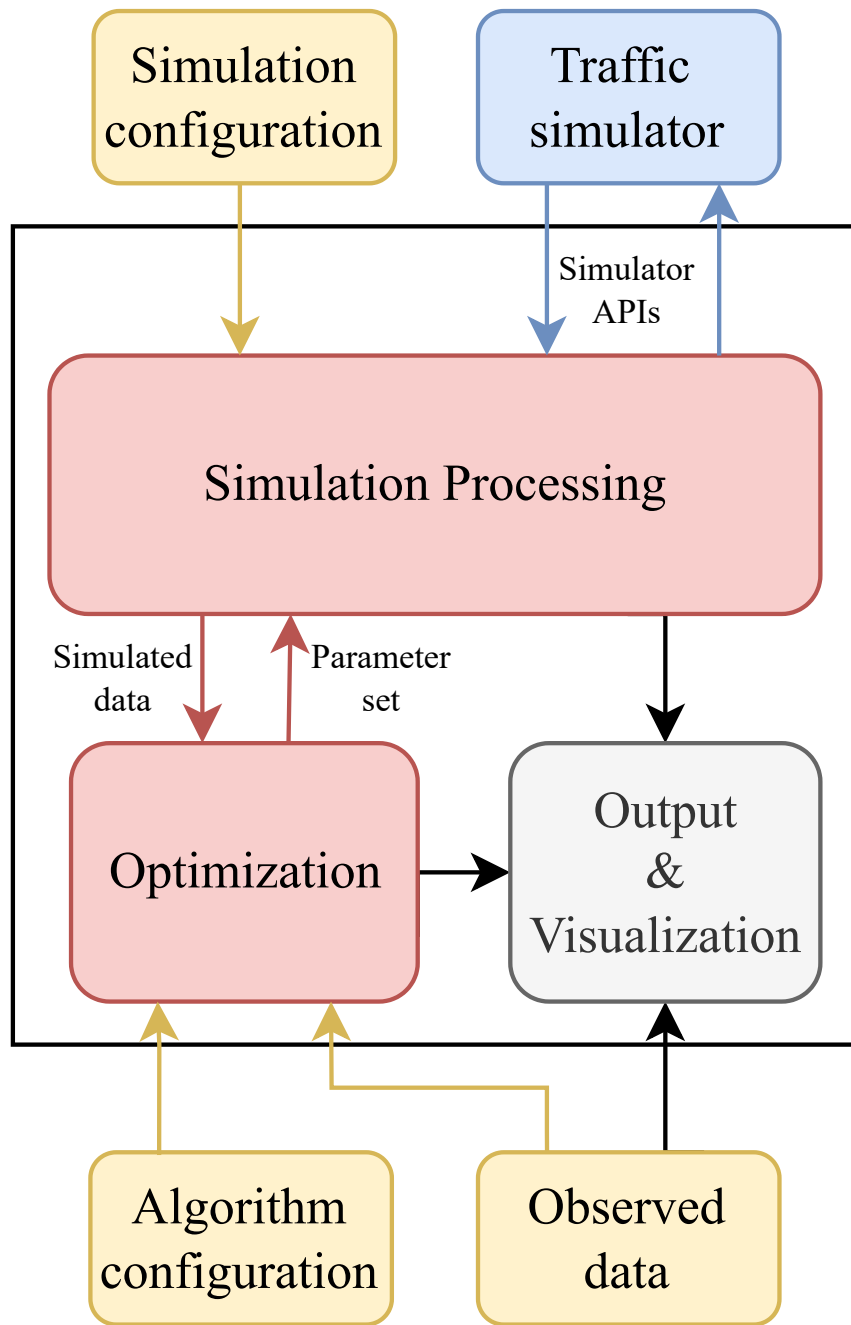 Simulation
configuration
Traffic
simulator
Simulator
APIs
Simulation Processing
Simulated
data
Parameter
set
Optimization
Output
&
Visualization
Algorithm
configuration
Observed
data